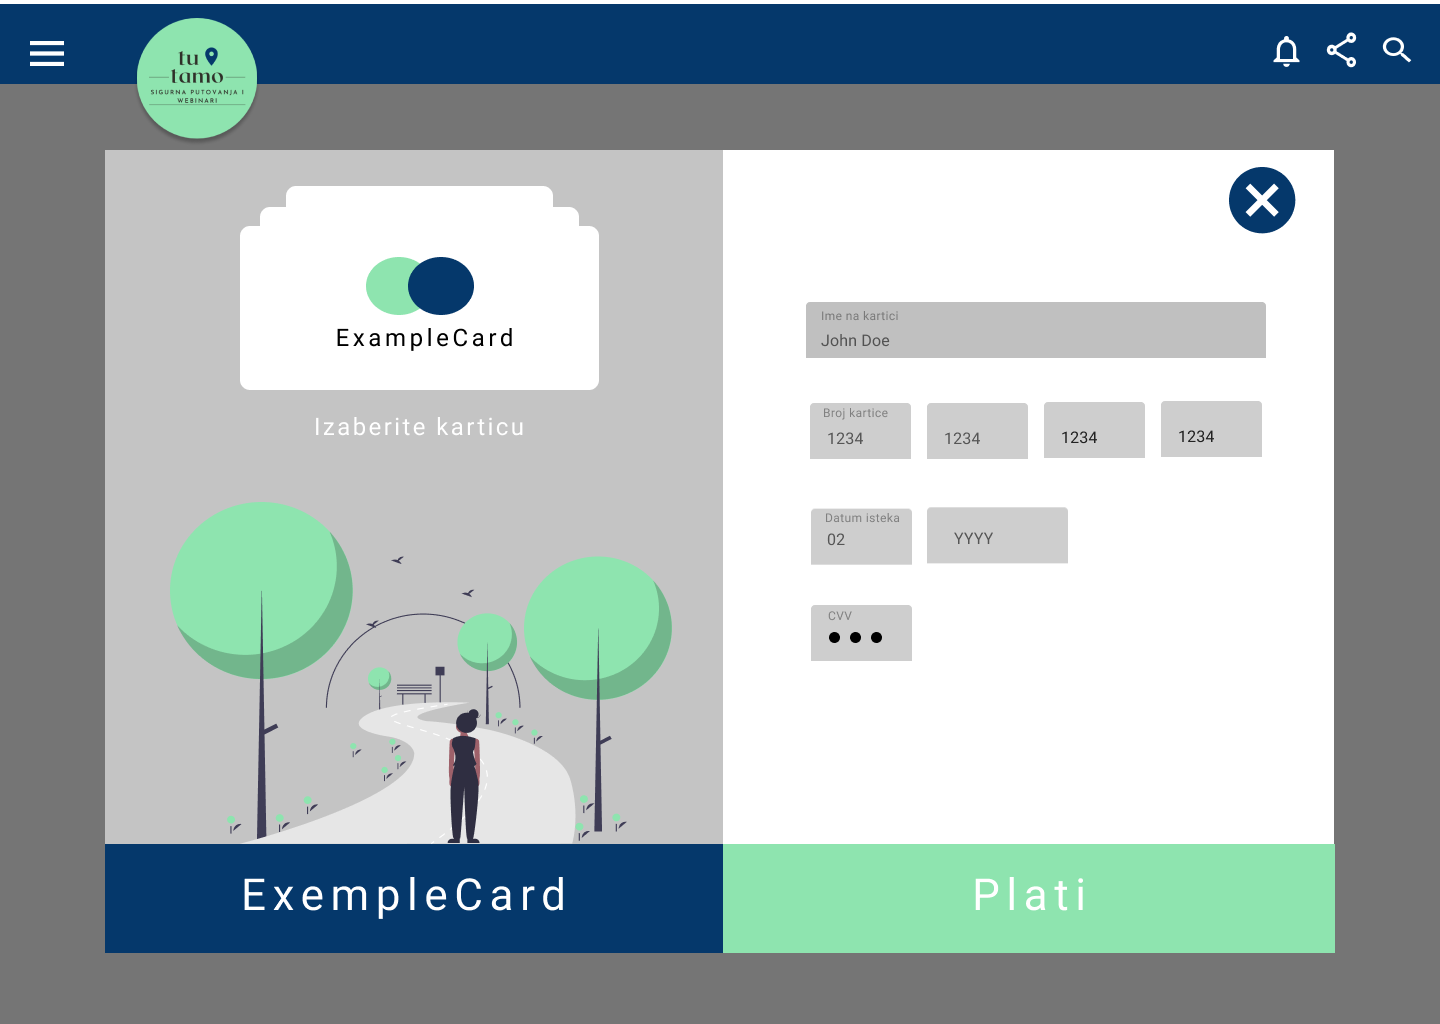 tu
tamo
SIGURNA PUTOVANJA I
WEBINARI
ExampleCard
Izaberite karticu
ExempleCard
Ime na kartici
John Doe
Broj kartice
1234 1234 1234 1234
Datum isteka
02 YYYY
CVV
Plati